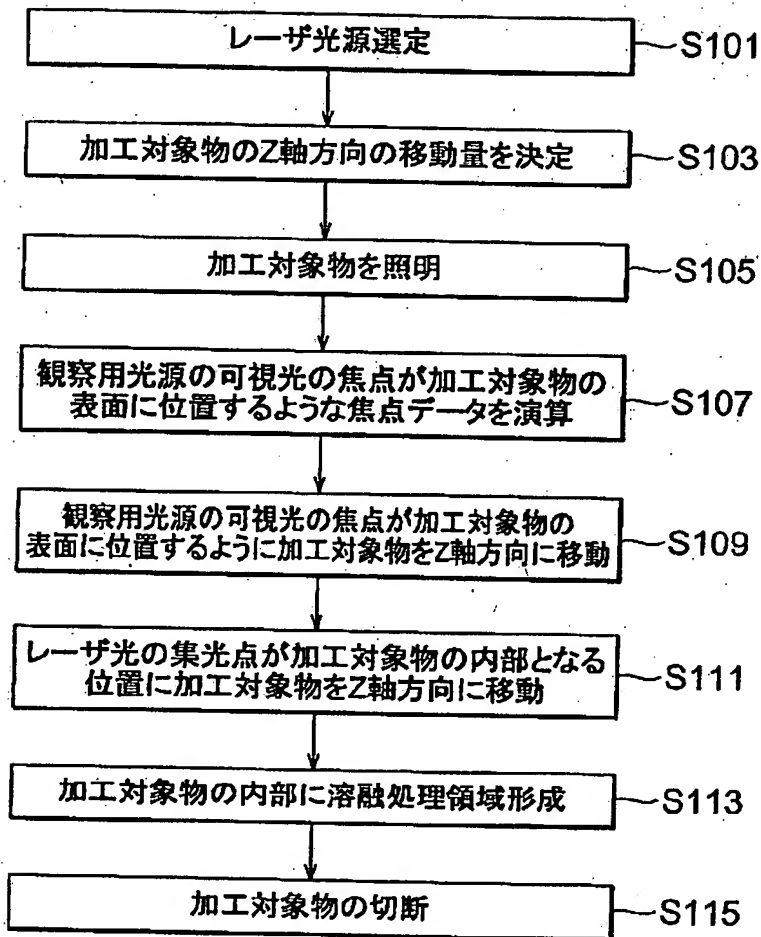 レーザ光源選定
S101
加工対象物のZ軸方向の移動量を決定
S103
加工対象物を照明
S105
観察用光源の可視光の焦点が加工対象物の
表面に位置するような焦点データを演算
S107
観察用光源の可視光の焦点が加工対象物の
表面に位置するように加工対象物をZ軸方向に移動
S109
レーザ光の集光点が加工対象物の内部となる
位置に加工対象物をZ軸方向に移動
S111
加工対象物の内部に溶融処理領域形成
S113
加工対象物の切断
S115